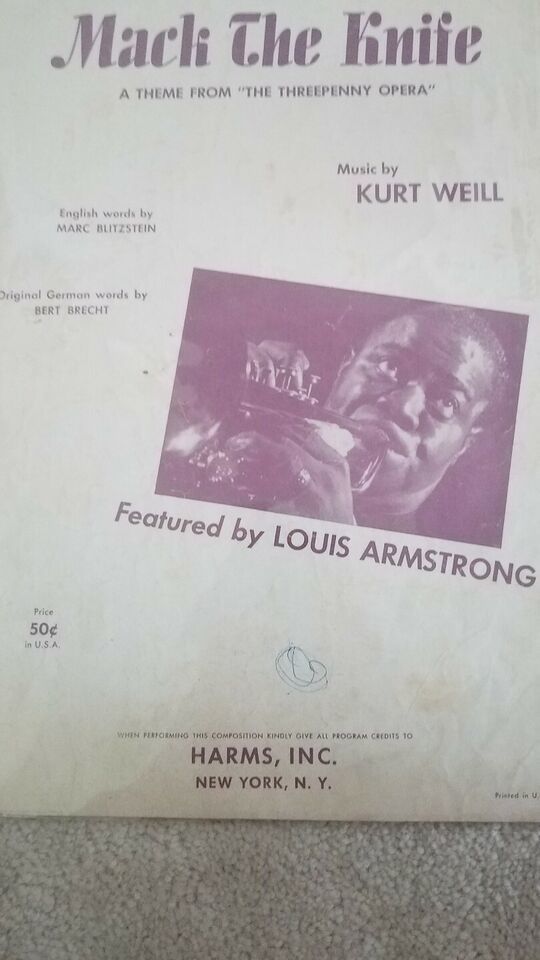 Mack The Knife
A THEME FROM "THE THREEPENNY OPERA"
Music by
KURT WEILL
English words by
MARC BLITZSTEIN
Original German words by
BERT BRECHT
Featured by LOUIS ARMSTRONG
Price
50¢
in U.S.A.
WHEN PERFORMING THIS COMPOSITION KINDLY GIVE ALL PROGRAM CREDITS TO
HARMS, INC.
NEW YORK, N. Y.
Printed in U.